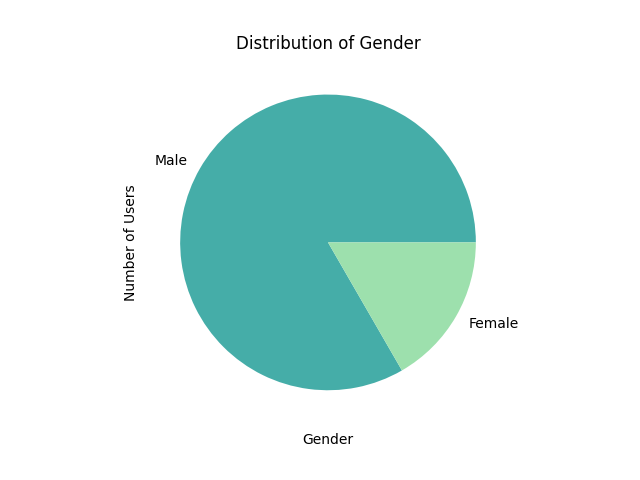 Distribution of Gender
Male
Number of Users
Female
Gender